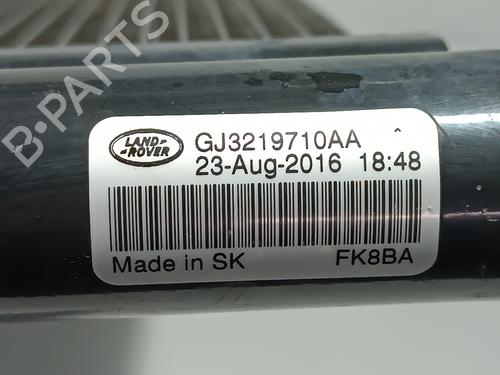 B-PARTS
LAND-
ROVER
GJ3219710AA
23-Aug-2016 18:48
Made in SK FK8BA